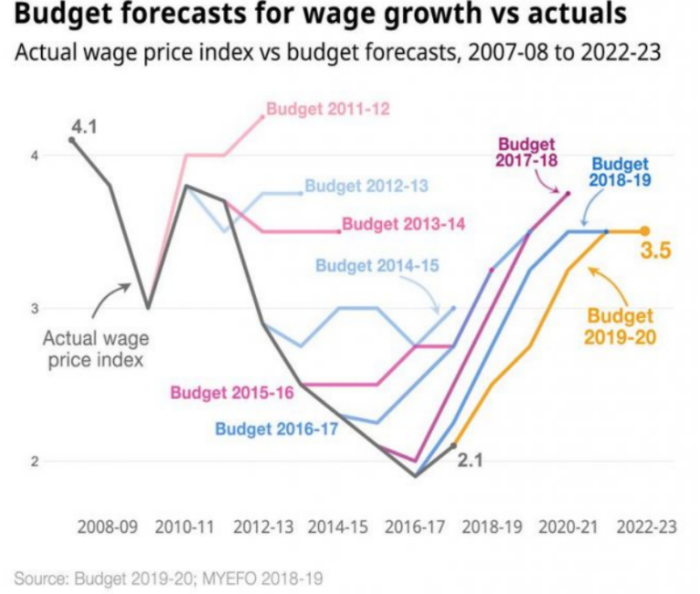 Budget forecasts for wage growth vs actuals
Actual wage price index vs budget forecasts, 2007-08 to 2022-23
Budget 2011-12
4.1
4
Budget
2017-18
Budget
2018-19
Budget 2012-13
Budget 2013-14
3.5
Budget 2014-15
3
Actual wage
price index
Budget
2019-20
Budget 2015-16
Budget 2016-17
2
2.1
2008-09 2010-11 2012-13 2014-15 2016-17 2018-19 2020-21 2022-23
Source: Budget 2019-20; MYEFO 2018-19